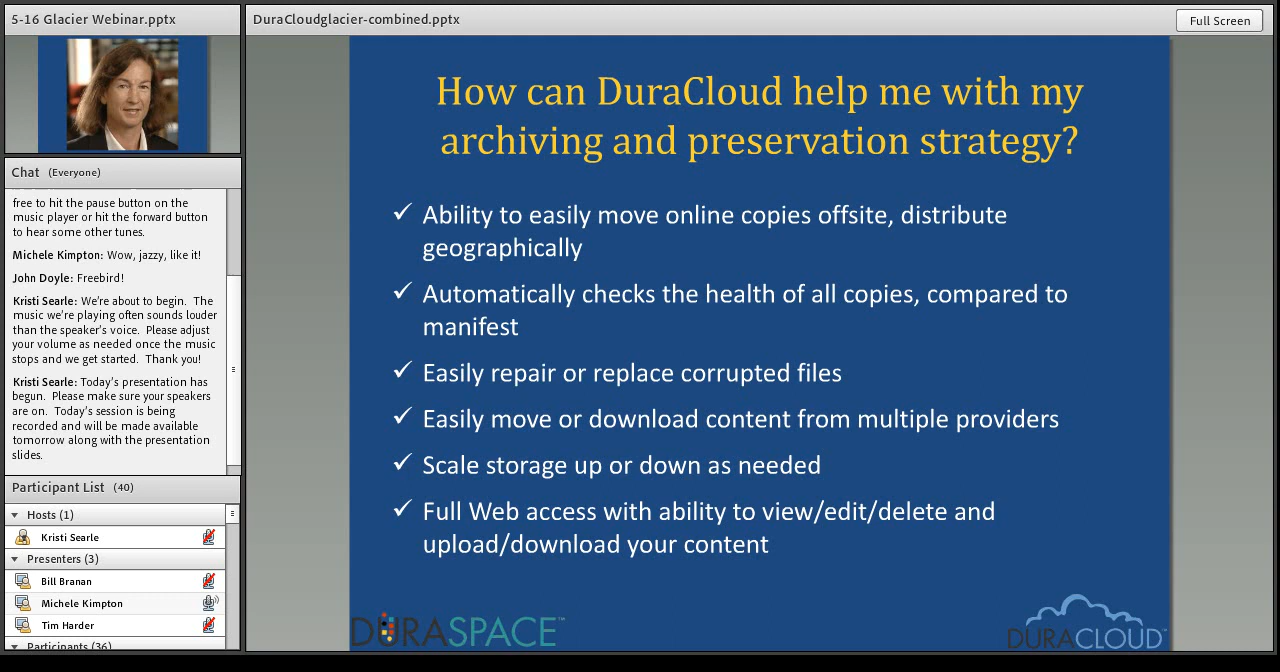 5-16 Glacier Webinar.pptx
DuraCloudglacier-combined.pptx
Full Screen
Chat (Everyone)
free to hit the pause button on the
music player or hit the forward button
to hear some other tunes.
Michele Kimpton: Wow, jazzy, like it!
John Doyle: Freebird!
Kristi Searle: We're about to begin. The
music we're playing often sounds louder
than the speaker's voice. Please adjust
your volume as needed once the music
stops and we get started. Thank you!
Kristi Searle: Today's presentation has
begun. Please make sure your speakers
are on. Today's session is being
recorded and will be made available
tomorrow along with the presentation
slides.
Participant List (40)
Hosts (1)
Kristi Searle
Presenters (3)
Bill Branan
Michele Kimpton
Tim Harder
Participants (36)
How can DuraCloud help me with my
archiving and preservation strategy?
✓ Ability to easily move online copies offsite, distribute
geographically
✓ Automatically checks the health of all copies, compared to
manifest
✓ Easily repair or replace corrupted files
✓ Easily move or download content from multiple providers
✓ Scale storage up or down as needed
✓ Full Web access with ability to view/edit/delete and
upload/download your content
DURASPACE™
DURACLOUD™